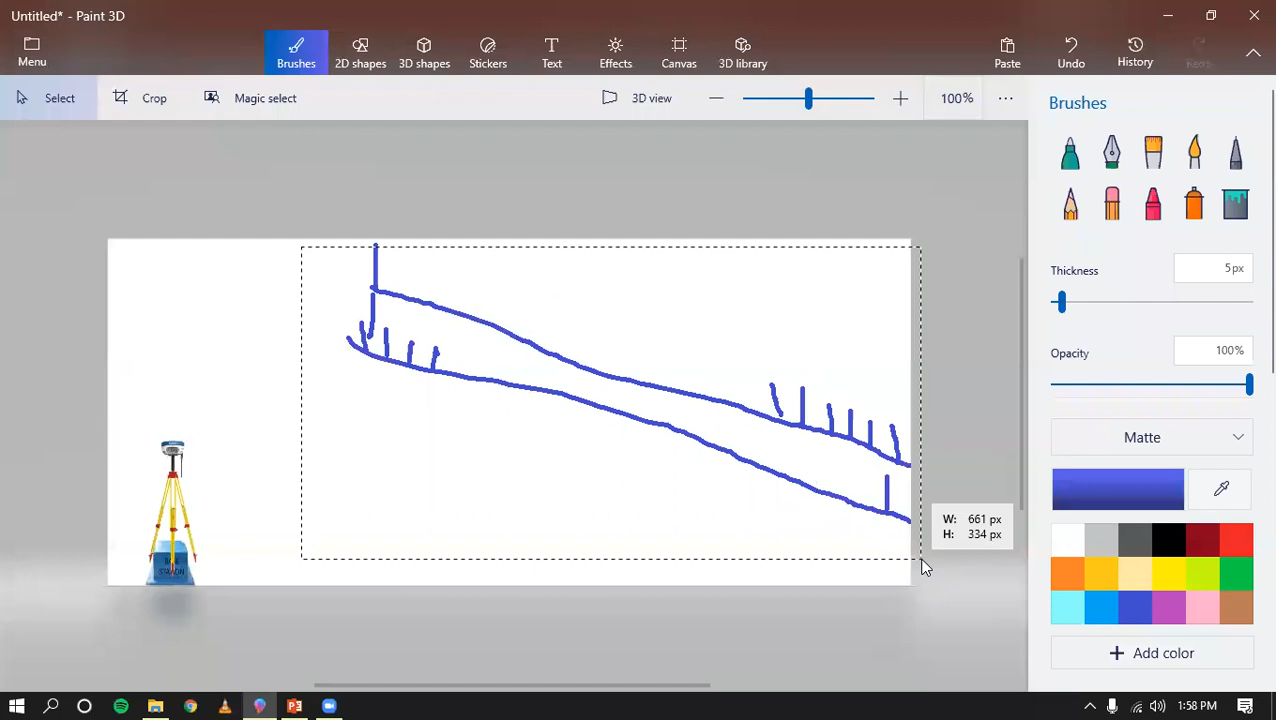 Untitled* - Paint 3D
Menu
Brushes
2D shapes
3D shapes
Stickers
Text
Effects
Canvas
3D library
Paste
Undo
History
Select
Crop
Magic select
3D view
100%
Brushes
Thickness
5px
Opacity
100%
Matte
W: 661 px
H: 334 px
STATION
Add color
1:58 PM